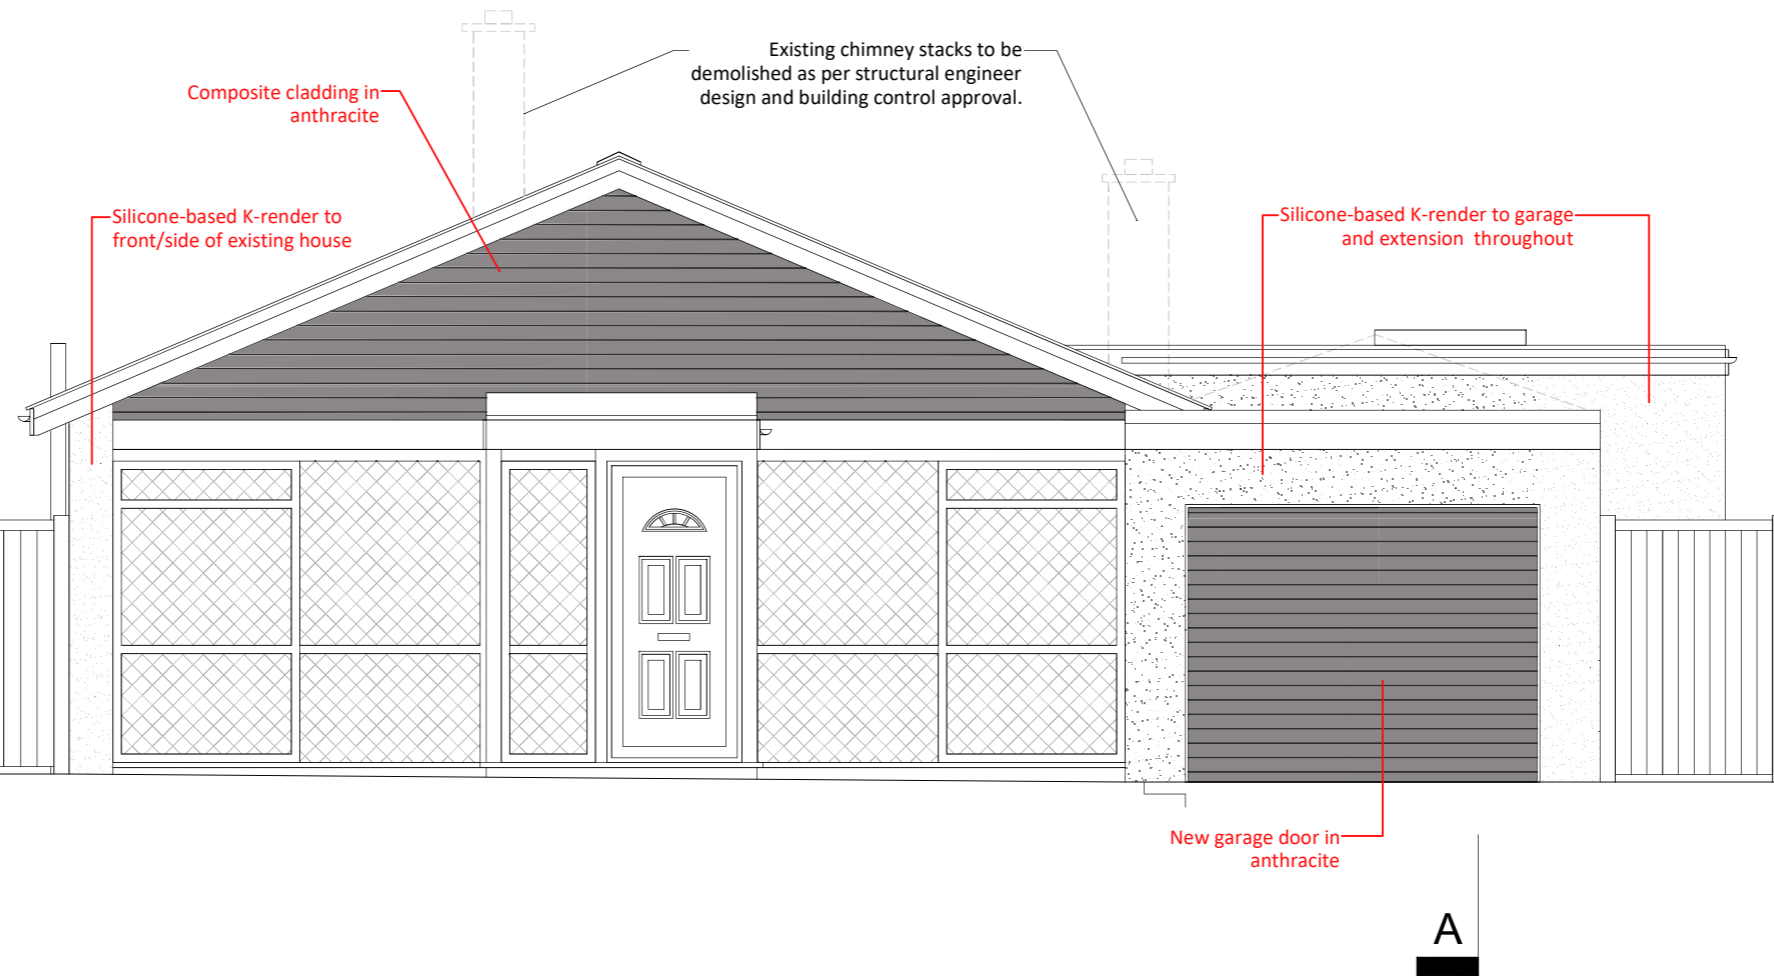 Existing chimney stacks to be
demolished as per structural engineer
design and building control approval.
Composite cladding in
anthracite
Silicone-based K-render to
front/side of existing house
Silicone-based K-render to garage
and extension throughout
New garage door in
anthracite
A